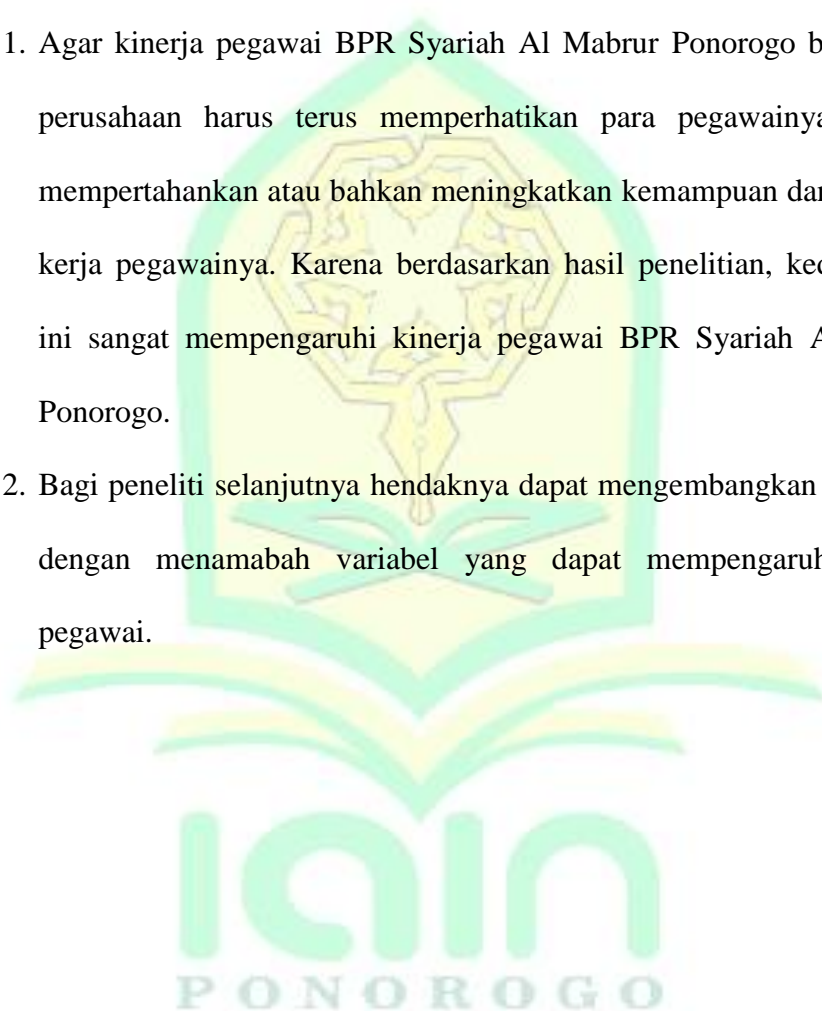 1. Agar kinerja pegawai BPR Syariah Al Mabrur Ponorogo
perusahaan harus terus memperhatikan para pegawainya
mempertahankan atau bahkan meningkatkan kemampuan dan
kerja pegawainya. Karena berdasarkan hasil penelitian,
ini sangat mempengaruhi kinerja pegawai BPR Syariah
Ponorogo.
2. Bagi peneliti selanjutnya hendaknya dapat mengembangkan
dengan menamabah variabel yang dapat
pegawai.
iain
PONOROGO